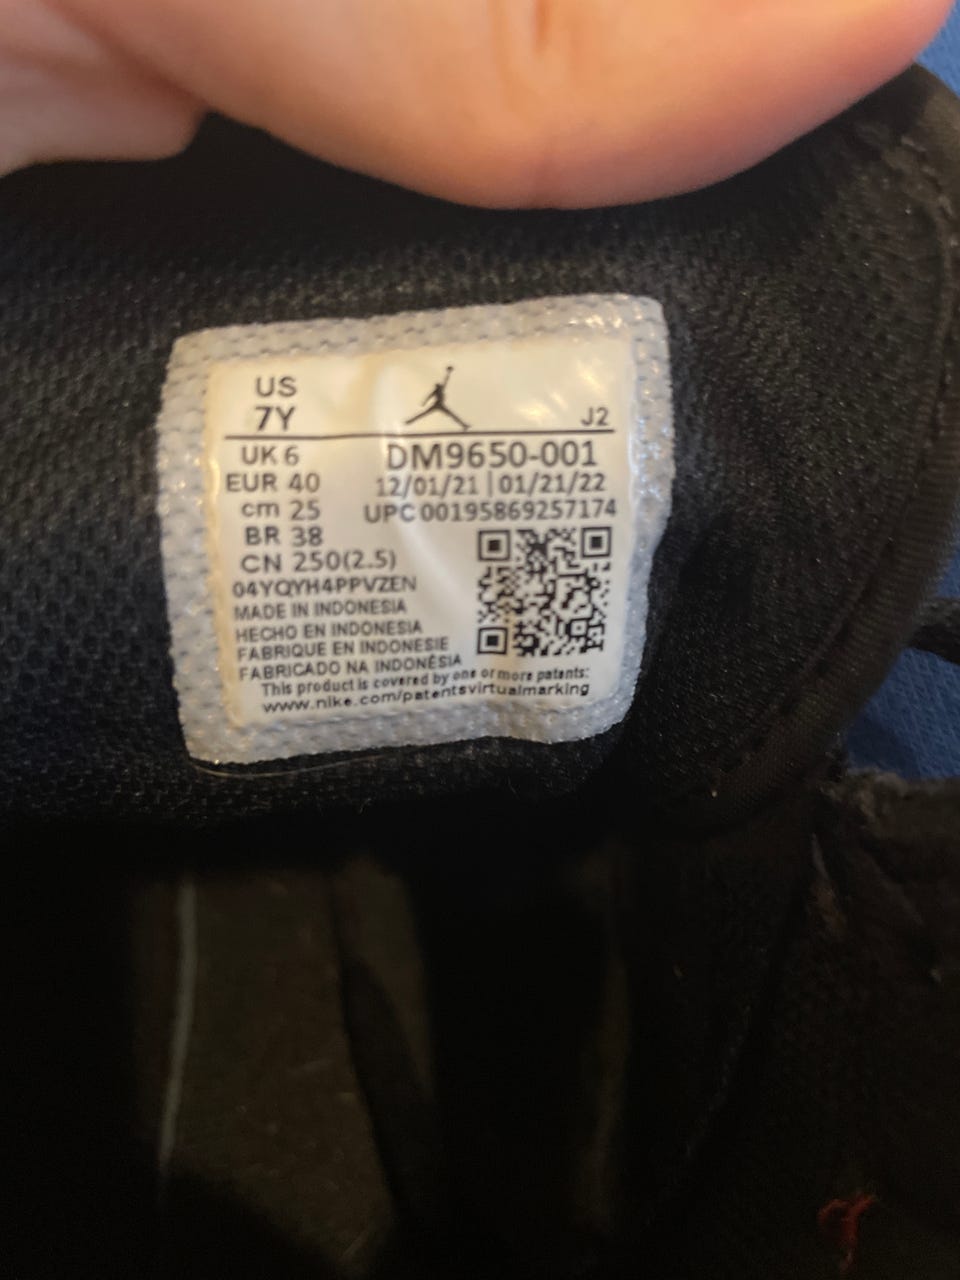 US
7Y
J2
UK 6
DM9650-001
EUR 40
12/01/21 | 01/21/22
cm 25
UPC 00195869257174
BR 38
CN 250(2.5)
04YQYH4PPVZEN
MADE IN INDONESIA
HECHO EN INDONESIA
FABRIQUE EN INDONESIE
FABRICADO NA INDONÉSIA
This product is covered by one or more patents:
www.nike.com/patentsvirtualmarking